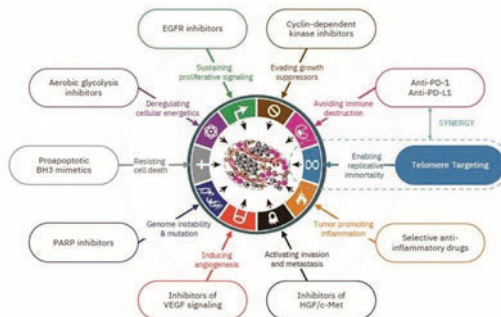 EGFR inhibitors
Cyclin-dependent
kinase inhibitors
Sustaining
proliferative signaling
Evading growth
suppressors
Aerobic glycolysis
inhibitors
Anti-PD-1
Anti-PD-L1
Deregulating
cellular energetics
Avoiding immune
destruction
SYNERGY
Proapoptotic
BH3 mimetics
Resisting
cell death
Enabling
replicative
immortality
Telomere Targeting
PARP inhibitors
Genome instability
& mutation
Tumor promoting
inflammation
Selective anti-
inflammatory drugs
Inducing
angiogenesis
Activating invasion
and metastasis
Inhibitors of
VEGF signaling
Inhibitors of
HGF/c-Met